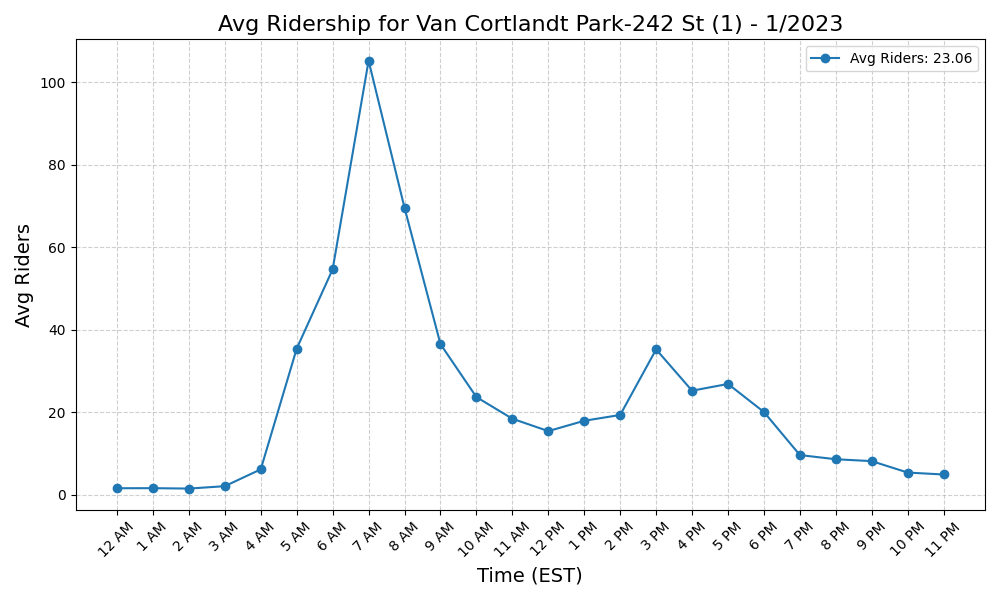 Avg Ridership for Van Cortlandt Park-242 St (1) - 1/2023
Avg Riders: 23.06
Avg Riders
100
80
60
40
20
0
12 AM
1 AM
2 AM
3 AM
4 AM
5 AM
6 AM
7 AM
8 AM
9 AM
10 AM
11 AM
12 PM
1 PM
2 PM
3 PM
4 PM
5 PM
6 PM
7 PM
8 PM
9 PM
10 PM
11 PM
Time (EST)